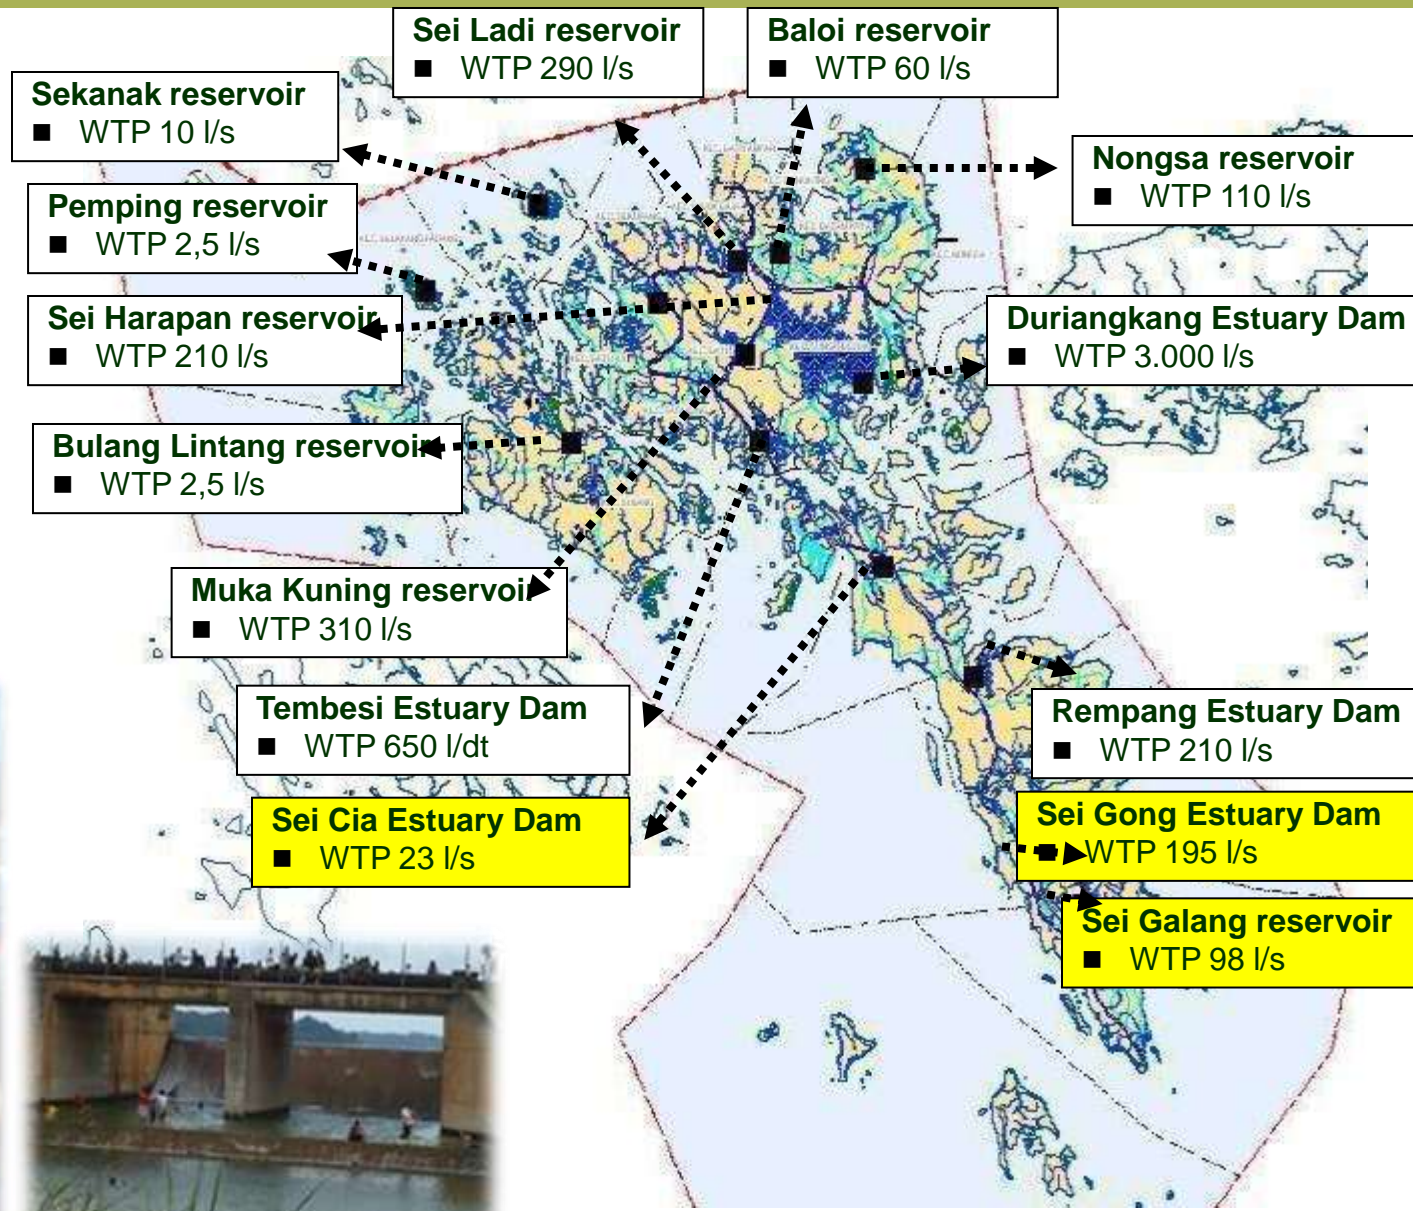 Sei Ladi reservoir
■ WTP 290 l/s
Baloi reservoir
■ WTP 60 l/s
Sekanak reservoir
■ WTP 10 l/s
Nongsa reservoir
■ WTP 110 l/s
Pemping reservoir
■ WTP 2,5 l/s
Sei Harapan reservoir
■ WTP 210 l/s
Duriangkang Estuary Dam
■ WTP 3.000 l/s
Bulang Lintang reservoir
■ WTP 2,5 l/s
Muka Kuning reservoir
■ WTP 310 l/s
Tembesi Estuary Dam
■ WTP 650 l/dt
Rempang Estuary Dam
■ WTP 210 l/s
Sei Cia Estuary Dam
■ WTP 23 l/s
Sei Gong Estuary Dam
■ WTP 195 l/s
Sei Galang reservoir
■ WTP 98 l/s